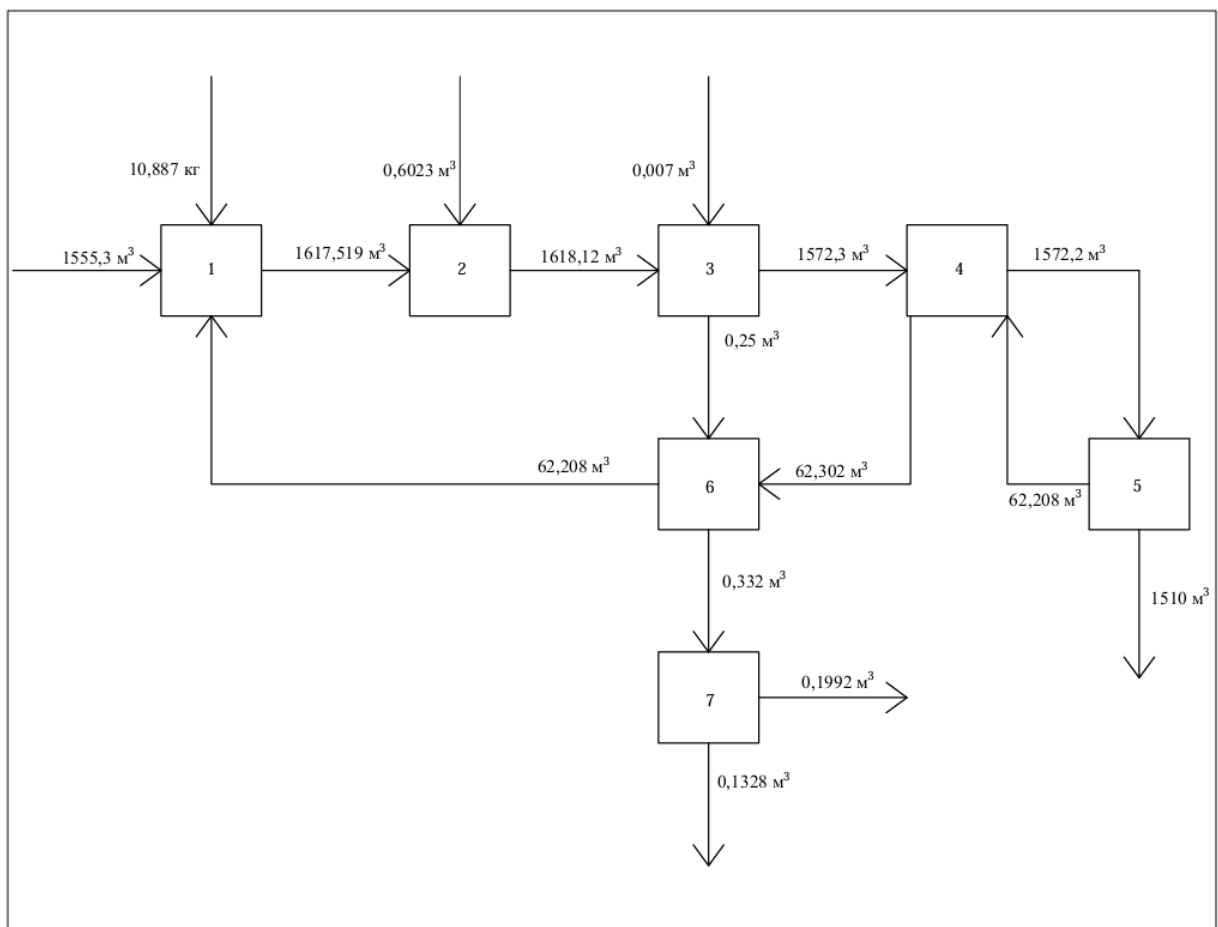 10,887 кг
0,6023 м³
0,007 м³
1555,3 м³
1
1617,519 м³
2
1618,12 м³
3
1572,3 м³
4
1572,2 м³
0,25 м³
62,208 м³
6
62,302 м³
62,208 м³
5
0,332 м³
1510 м³
7
0,1992 м³
0,1328 м³